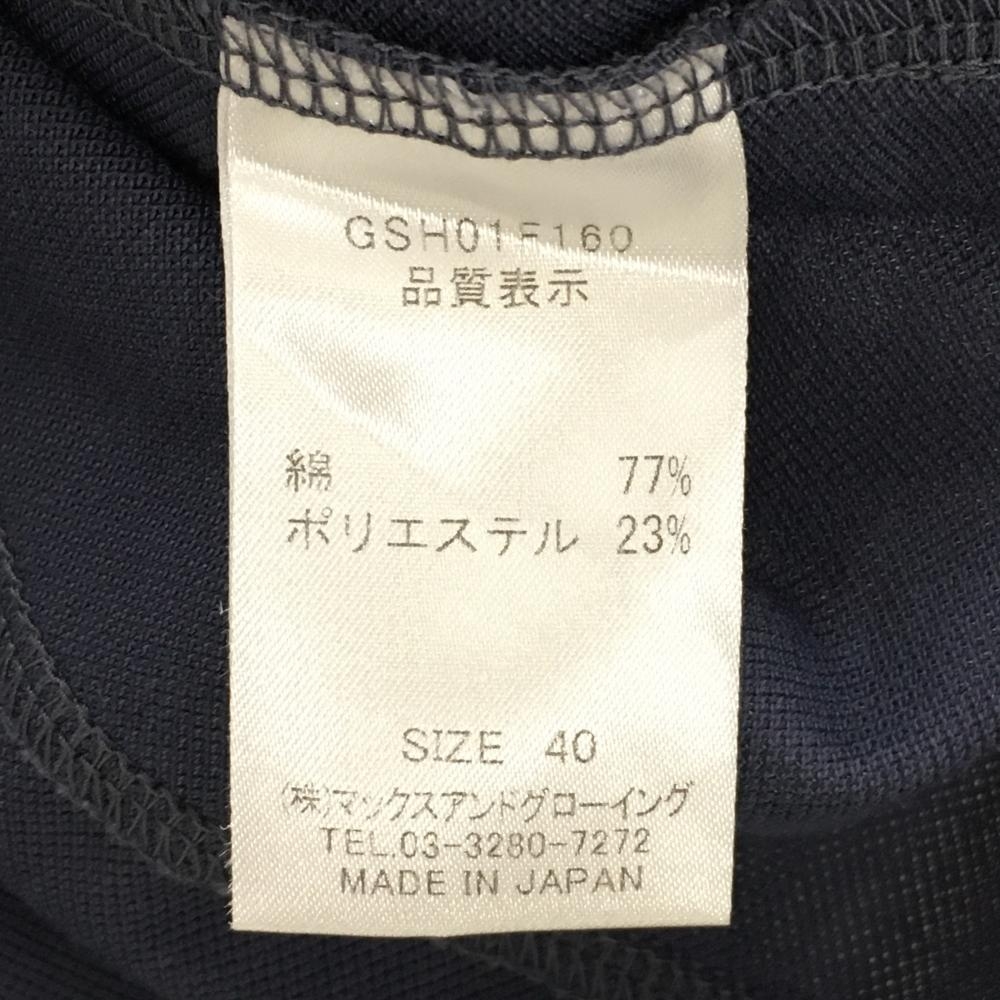 GSH01F160
品質表示
綿 77%
ポリエステル 23%
SIZE 40
(株)マックスアンドグローイング
TEL.03-3280-7272
MADE IN JAPAN